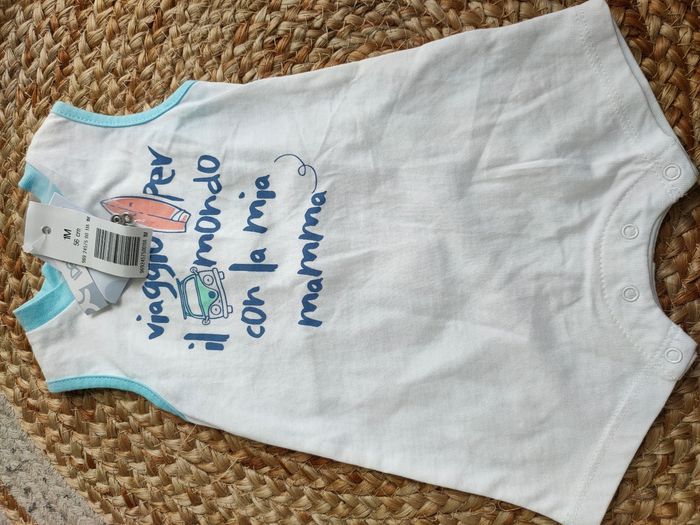 viaggio per
il mondo
con la mia
mamma
1M
56 cm